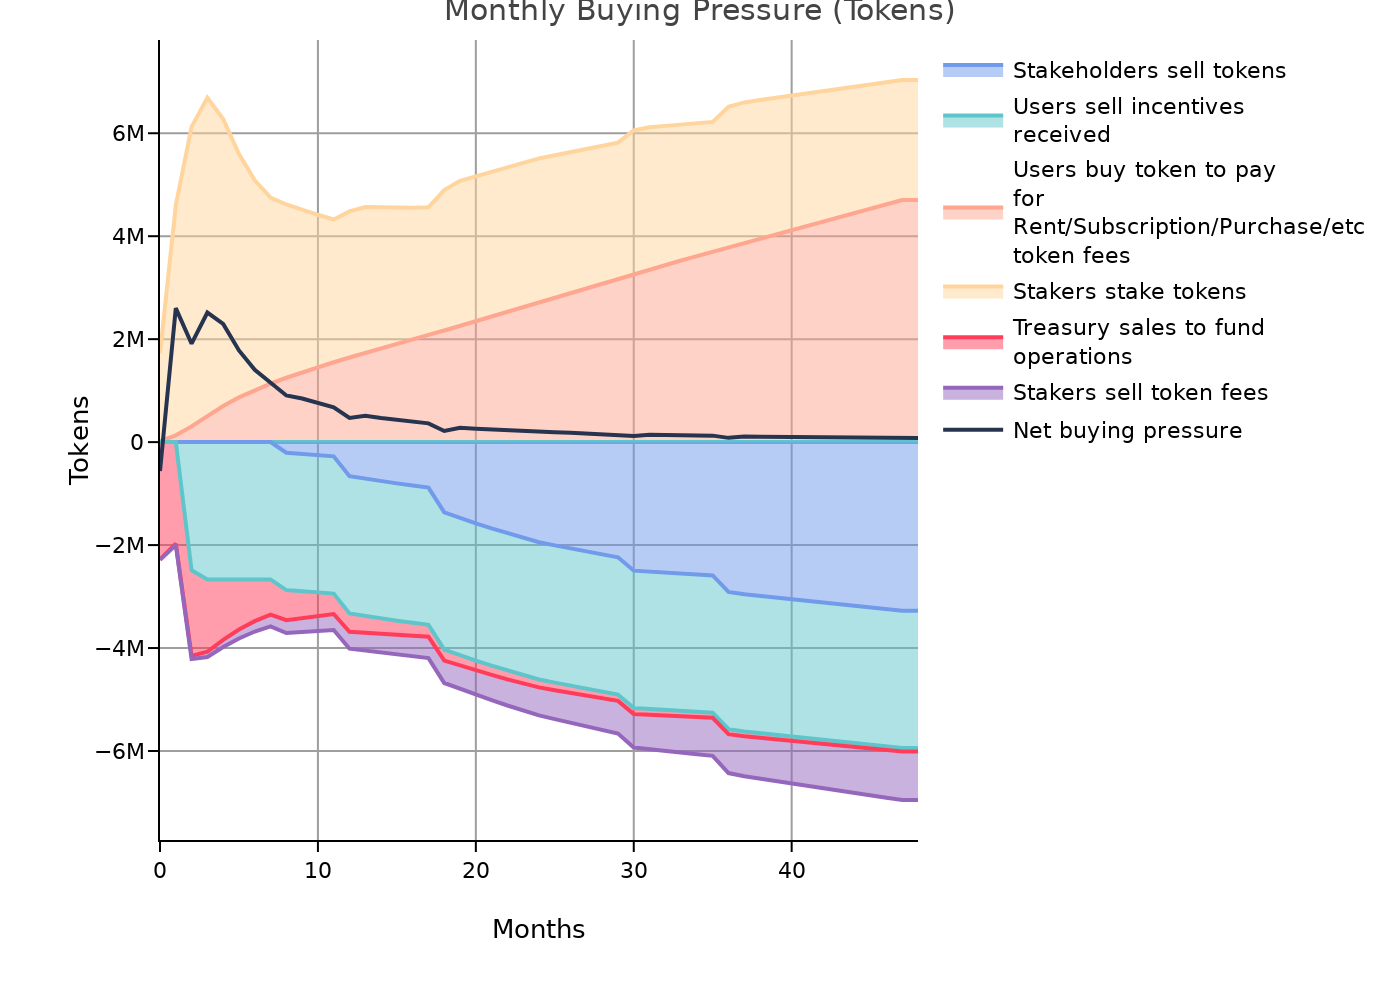 Monthly Buying Pressure (Tokens)
Tokens
6M
4M
2M
0
−2M
−4M
−6M
0 10 20 30 40
Months
Stakeholders sell tokens
Users sell incentives
received
Users buy token to pay
for
Rent/Subscription/Purchase/etc
token fees
Stakers stake tokens
Treasury sales to fund
operations
Stakers sell token fees
Net buying pressure